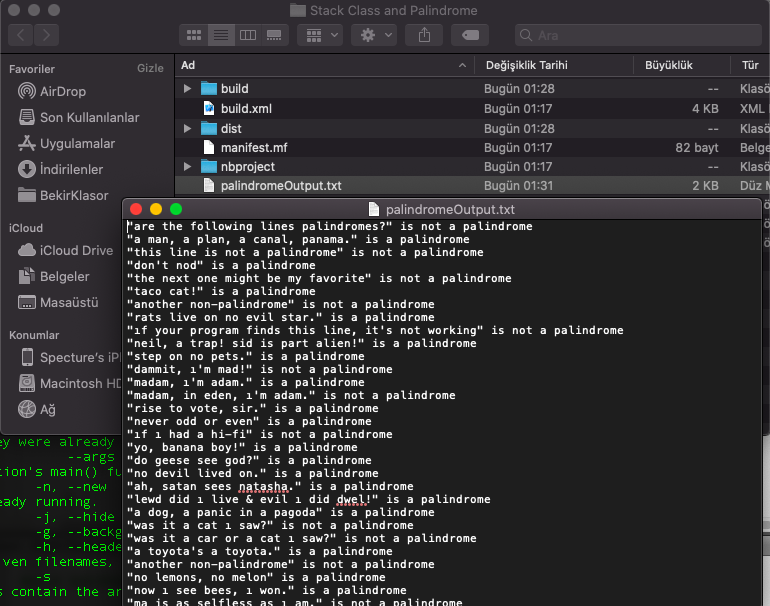 Stack Class and Palindrome
Ara
Favoriler Gizle
AirDrop
Son Kullanılanlar
Uygulamalar
İndirilenler
BekirKlasor
iCloud
iCloud Drive
Belgeler
Masaüstü
Konumlar
Specture's iPh
Macintosh HD
Ağ
Ad Değişiklik Tarihi Büyüklük Tür
build Bugün 01:28 -- Klasö
build.xml Bugün 01:17 4 KB XML
dist Bugün 01:28 -- Klasö
manifest.mf Bugün 01:17 82 bayt Belge
nbproject Bugün 01:17 -- Klasö
palindromeOutput.txt Bugün 01:31 2 KB Düz M
palindromeOutput.txt
"are the following lines palindromes?" is not a palindrome
"a man, a plan, a canal, panama." is a palindrome
"this line is not a palindrome" is not a palindrome
"don't nod" is a palindrome
"the next one might be my favorite" is not a palindrome
"taco cat!" is a palindrome
"another non-palindrome" is not a palindrome
"rats live on no evil star." is a palindrome
"ıf your program finds this line, it's not working" is not a palindrome
"neil, a trap! sid is part alien!" is a palindrome
"step on no pets." is a palindrome
"dammit, ı'm mad!" is not a palindrome
"madam, ı'm adam." is a palindrome
"madam, in eden, ı'm adam." is not a palindrome
"rise to vote, sir." is a palindrome
"never odd or even" is a palindrome
"ıf ı had a hi-fi" is not a palindrome
"yo, banana boy!" is a palindrome
"do geese see god?" is a palindrome
"no devil lived on." is a palindrome
"ah, satan sees natasha." is a palindrome
"lewd did ı live & evil ı did dwel!" is a palindrome
"a dog, a panic in a pagoda" is a palindrome
"was it a cat ı saw?" is not a palindrome
"was it a car or a cat ı saw?" is not a palindrome
"a toyota's a toyota." is a palindrome
"another non-palindrome" is not a palindrome
"no lemons, no melon" is a palindrome
"now ı see bees, ı won." is a palindrome
"ma is as selfless as ı am." is not a palindrome
ey were already
--args
tion's main() fu
-n, --new
eady running.
-j, --hide
-g, --backg
-h, --heade
iven filenames,
-s
s contain the ar